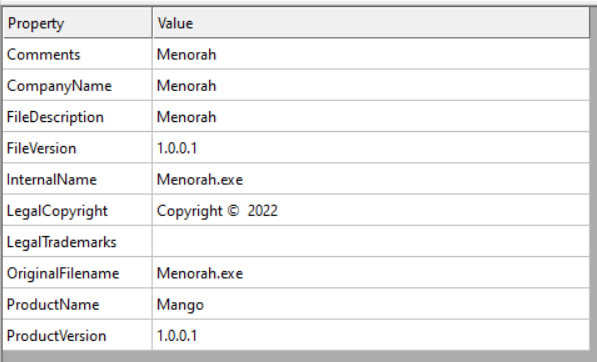 Property Value
Comments Menorah
CompanyName Menorah
FileDescription Menorah
FileVersion 1.0.0.1
InternalName Menorah.exe
LegalCopyright Copyright ©  2022
LegalTrademarks
OriginalFilename Menorah.exe
ProductName Mango
ProductVersion 1.0.0.1